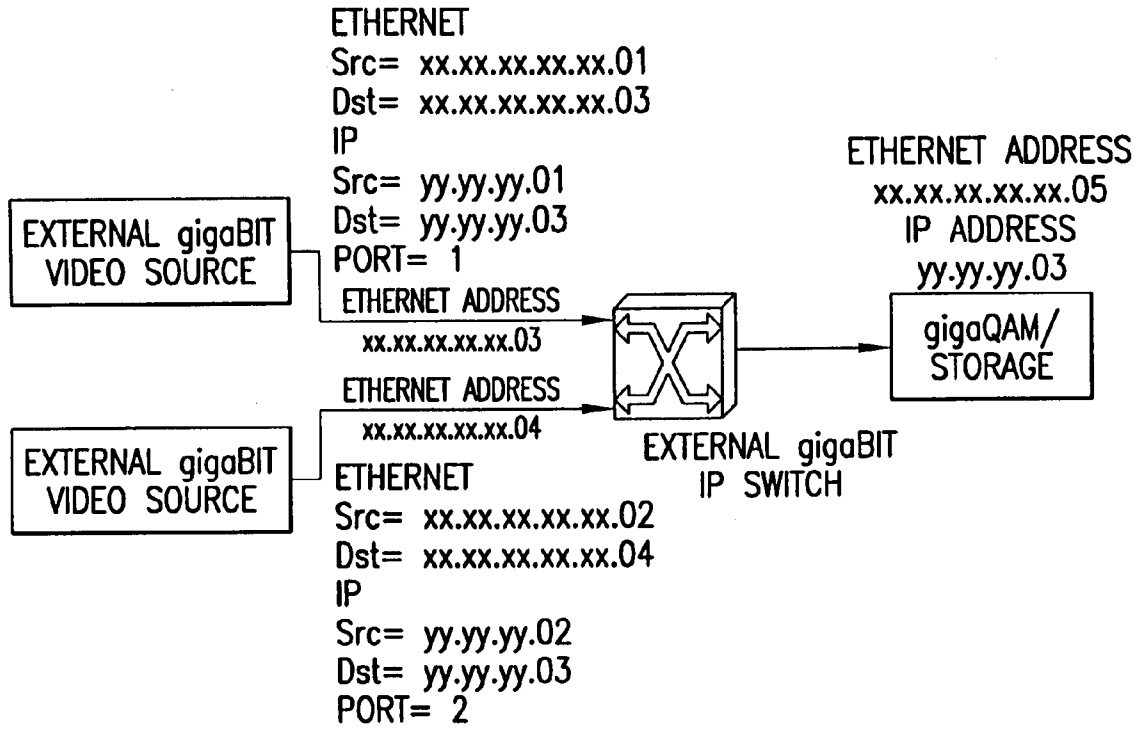 ETHERNET
Src= xx.xx.xx.xx.xx.01
Dst= xx.xx.xx.xx.xx.03
IP
Src= yy.yy.yy.01
Dst= yy.yy.yy.03
PORT= 1
EXTERNAL gigaBIT
VIDEO SOURCE
ETHERNET ADDRESS
xx.xx.xx.xx.xx.03
ETHERNET ADDRESS
xx.xx.xx.xx.xx.04
EXTERNAL gigaBIT
VIDEO SOURCE
ETHERNET
Src= xx.xx.xx.xx.xx.02
Dst= xx.xx.xx.xx.xx.04
IP
Src= yy.yy.yy.02
Dst= yy.yy.yy.03
PORT= 2
EXTERNAL gigaBIT
IP SWITCH
ETHERNET ADDRESS
xx.xx.xx.xx.xx.05
IP ADDRESS
yy.yy.yy.03
gigaQAM/
STORAGE